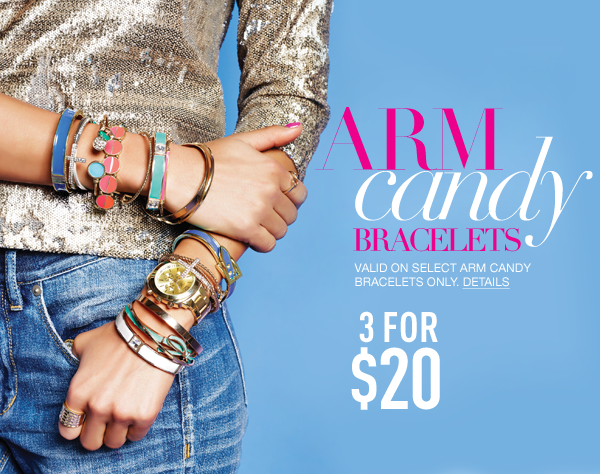 ARM
candy
BRACELETS
VALID ON SELECT ARM CANDY
BRACELETS ONLY. DETAILS
3 FOR
$20